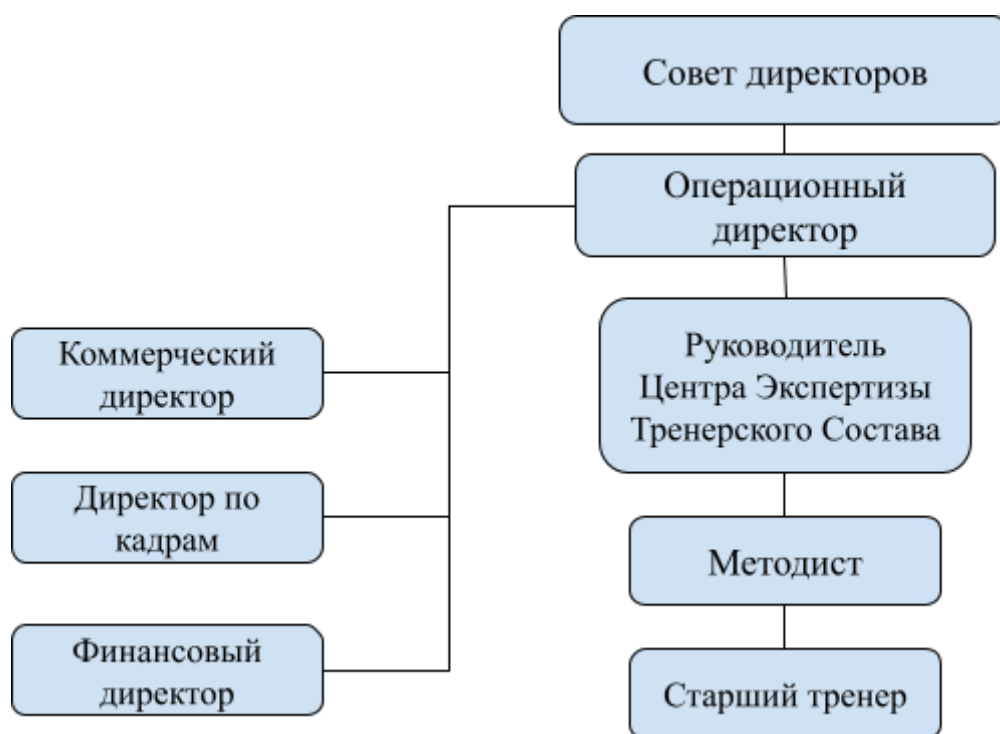 Совет директоров
Операционный
директор
Руководитель
Центра Экспертизы
Тренерского Состава
Методист
Старший тренер
Коммерческий
директор
Директор по
кадрам
Финансовый
директор